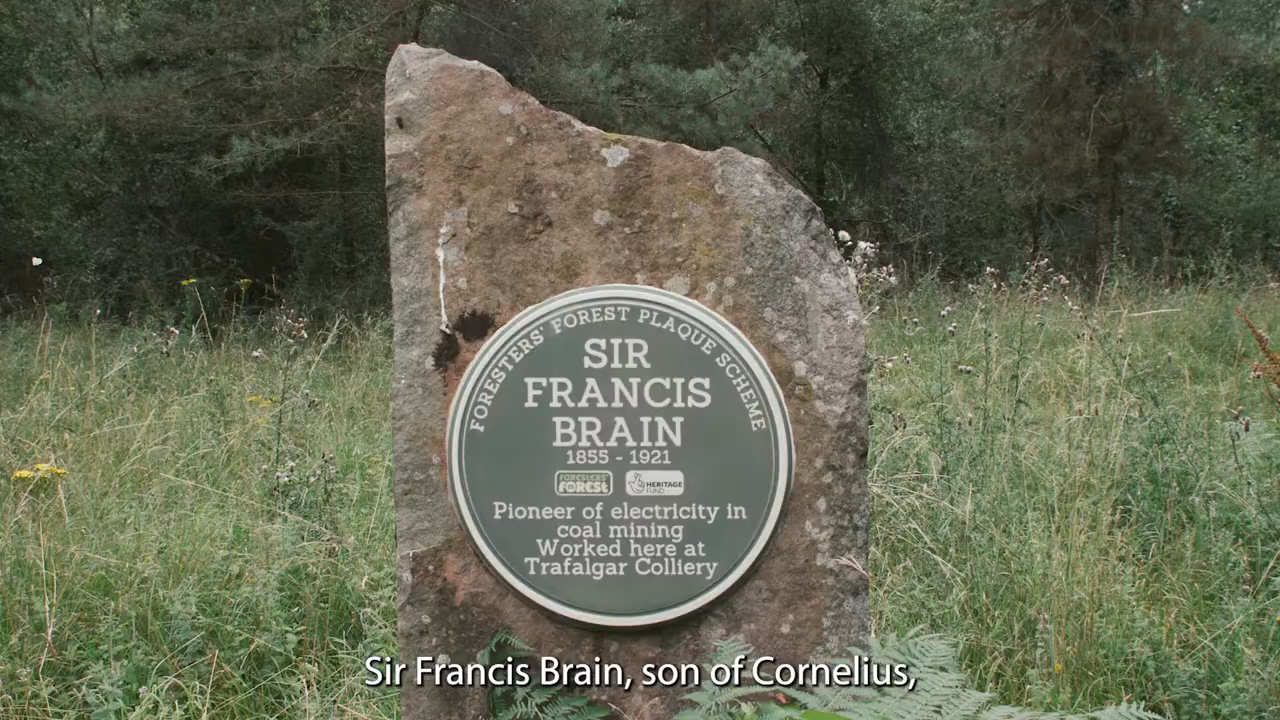 FORESTERS' FOREST PLAQUE SCHEME
SIR
FRANCIS
BRAIN
1855 - 1921
FORESTERS'
FOREST
HERITAGE
FUND
Pioneer of electricity in
coal mining
Worked here at
Trafalgar Colliery
Sir Francis Brain, son of Cornelius,